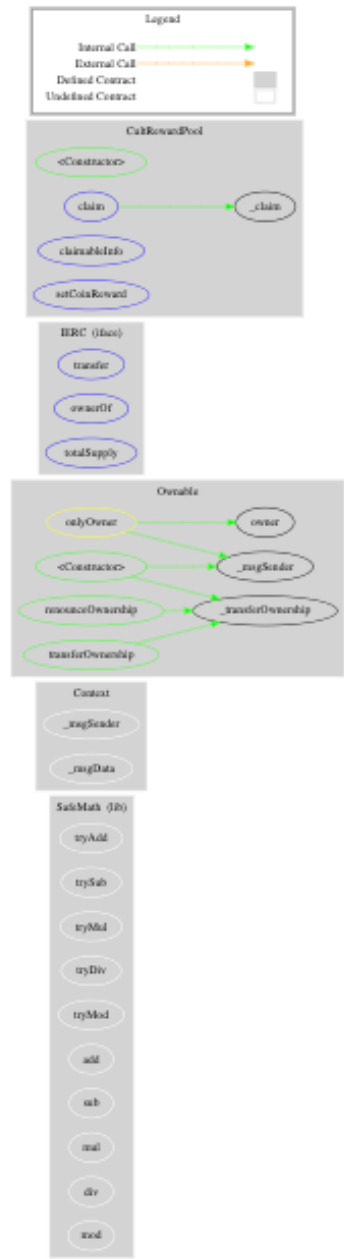 Legend
Internal Call
External Call
Defined Contract
Undefined Contract
CultRewardPool
<Constructor>
claim
_claim
claimableInfo
setCoinReward
IERC (iface)
transfer
ownerOf
totalSupply
Ownable
onlyOwner
owner
<Constructor>
_msgSender
renounceOwnership
_transferOwnership
transferOwnership
Context
_msgSender
_msgData
SafeMath (lib)
tryAdd
trySub
tryMul
tryDiv
tryMod
add
sub
mul
div
mod